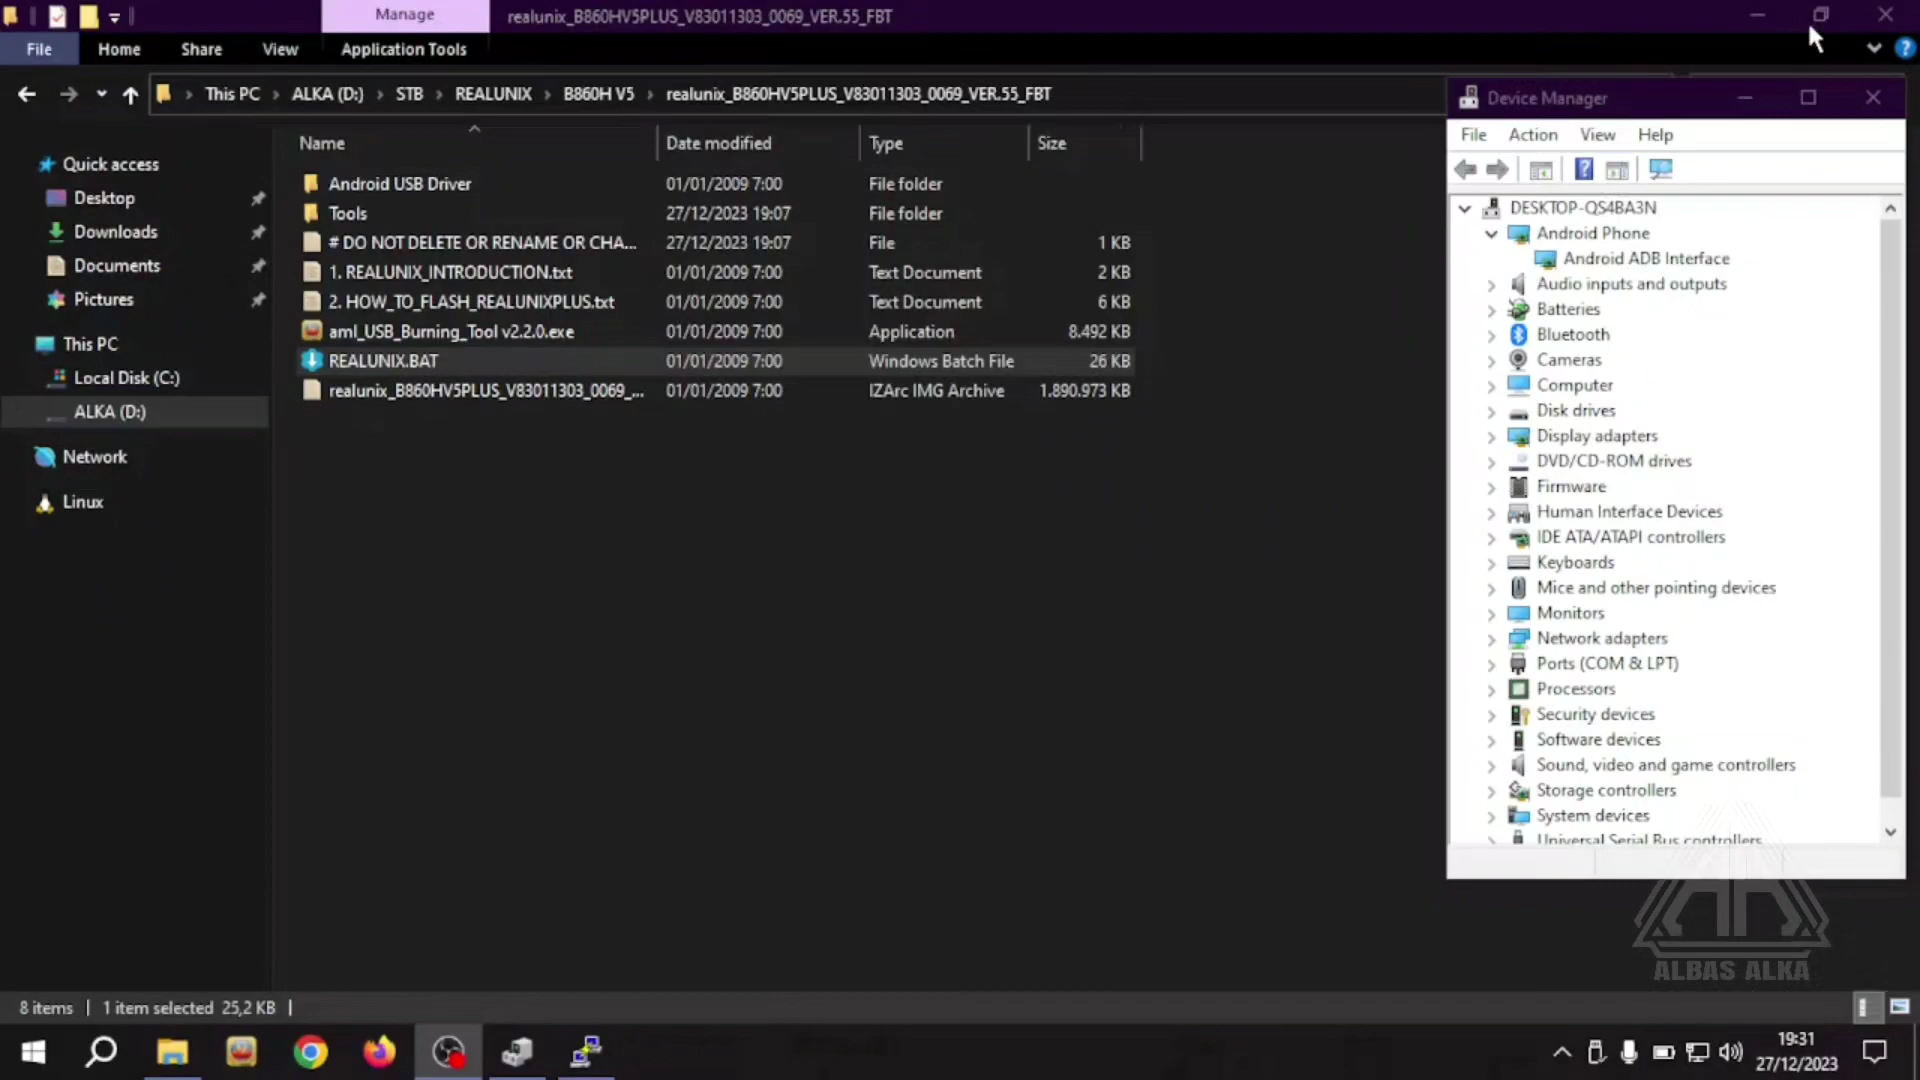 Manage
realunix_B860HV5PLUS_V83011303_0069_VER.55_FBT
File
Home
Share
View
Application Tools
This PC
ALKA (D:)
STB
REALUNIX
B860H V5
realunix_B860HV5PLUS_V83011303_0069_VER.55_FBT
Name
Date modified
Type
Size
Android USB Driver 01/01/2009 7:00 File folder
Tools 27/12/2023 19:07 File folder
# DO NOT DELETE OR RENAME OR CHA... 27/12/2023 19:07 File 1 KB
1. REALUNIX_INTRODUCTION.txt 01/01/2009 7:00 Text Document 2 KB
2. HOW_TO_FLASH_REALUNIXPLUS.txt 01/01/2009 7:00 Text Document 6 KB
aml_USB_Burning_Tool v2.2.0.exe 01/01/2009 7:00 Application 8.492 KB
REALUNIX.BAT 01/01/2009 7:00 Windows Batch File 26 KB
realunix_B860HV5PLUS_V83011303_0069_... 01/01/2009 7:00 IZArc IMG Archive 1.890.973 KB
Quick access
Desktop
Downloads
Documents
Pictures
This PC
Local Disk (C:)
ALKA (D:)
Network
Linux
Device Manager
File Action View Help
DESKTOP-QS4BA3N
Android Phone
Android ADB Interface
Audio inputs and outputs
Batteries
Bluetooth
Cameras
Computer
Disk drives
Display adapters
DVD/CD-ROM drives
Firmware
Human Interface Devices
IDE ATA/ATAPI controllers
Keyboards
Mice and other pointing devices
Monitors
Network adapters
Ports (COM & LPT)
Processors
Security devices
Software devices
Sound, video and game controllers
Storage controllers
System devices
Universal Serial Bus controllers
ALBAS ALKA
8 items
1 item selected 25,2 KB
19:31
27/12/2023